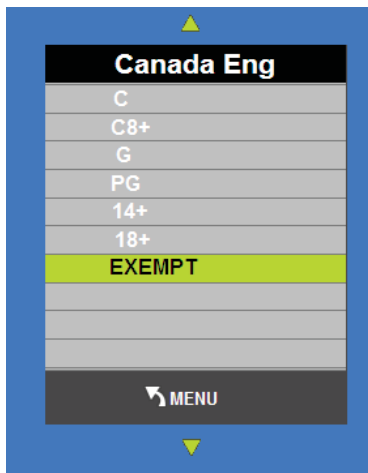 Canada Eng
C
C8+
G
PG
14+
18+
EXEMPT
MENU